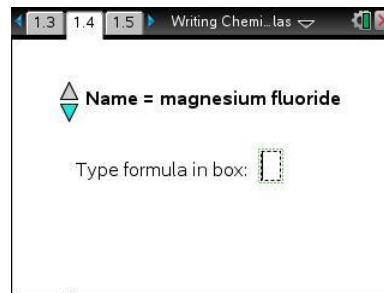 1.3 1.4 1.5 Writing Chemi...las
Name = magnesium fluoride
Type formula in box: